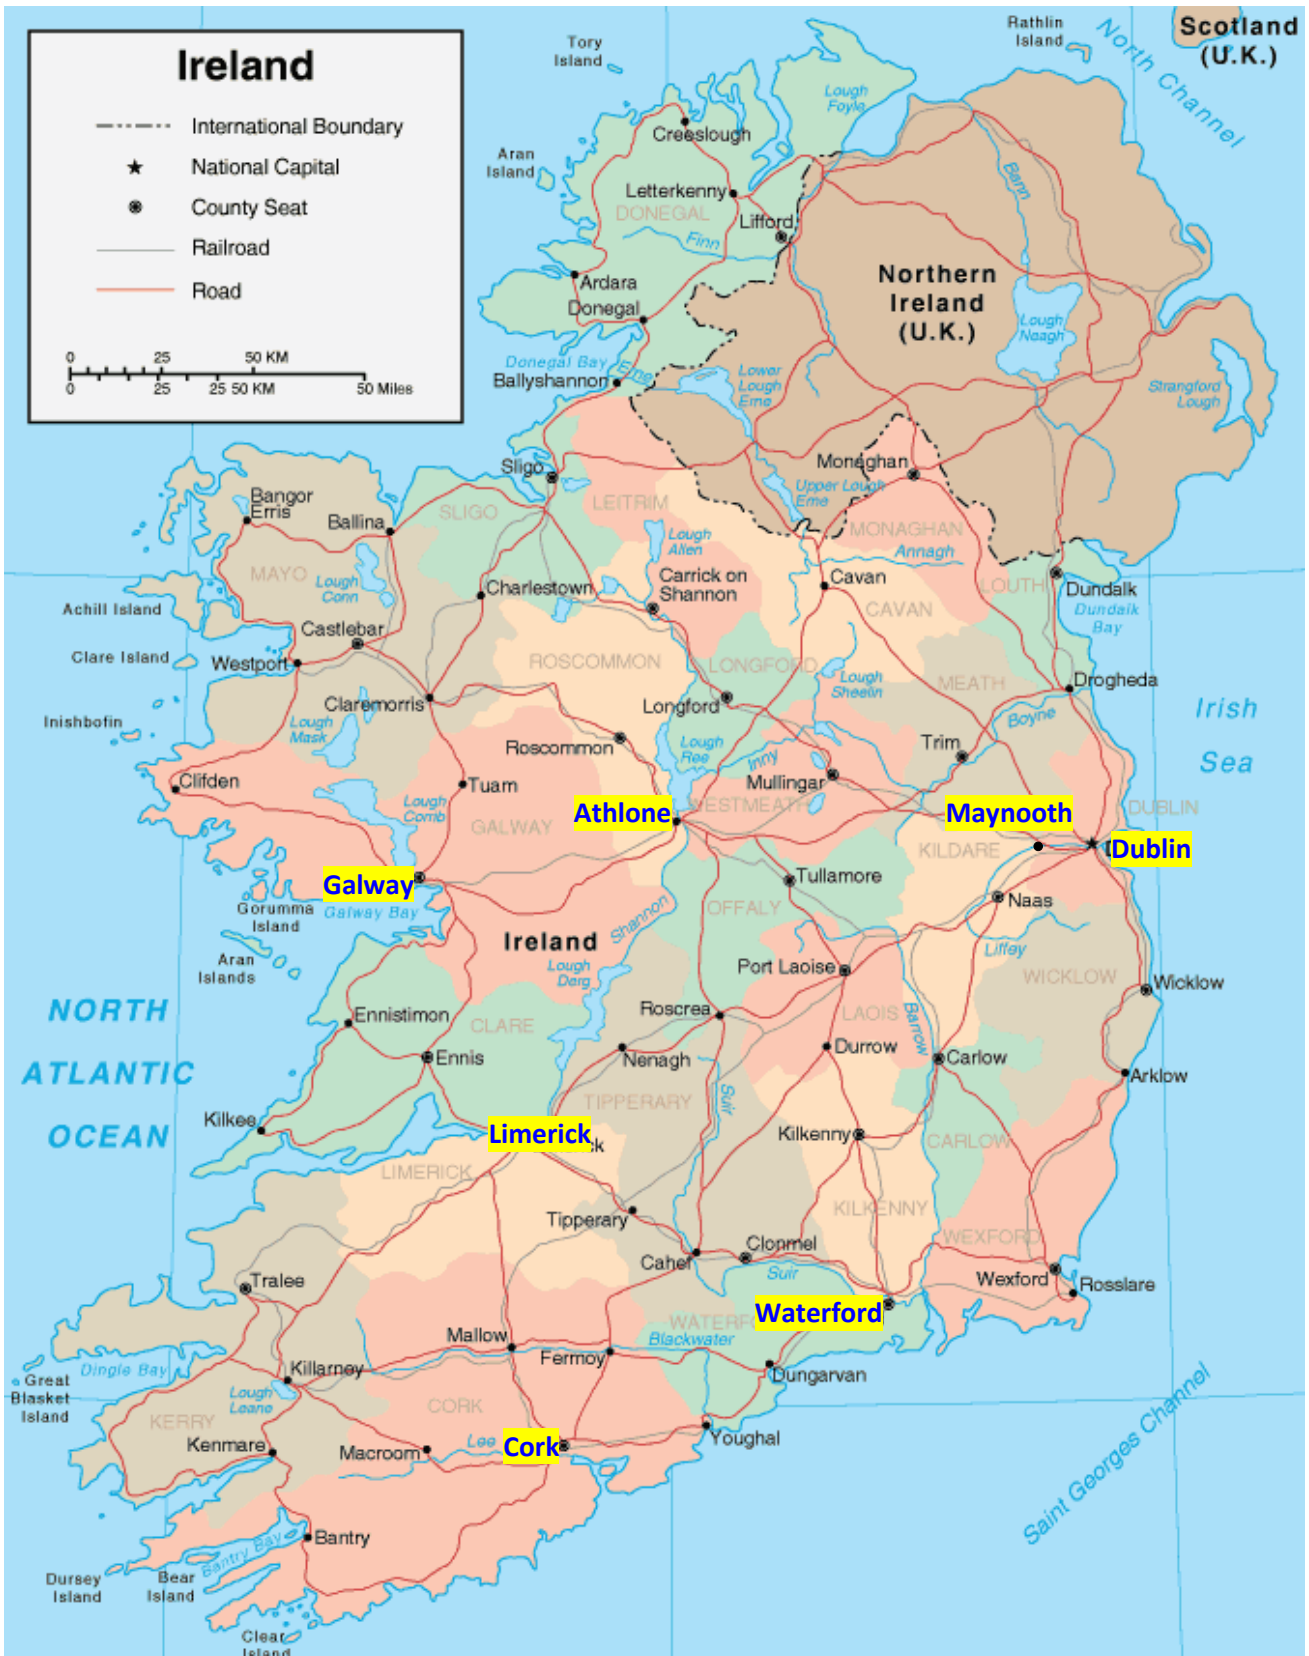 Ireland
International Boundary
National Capital
County Seat
Railroad
Road
0 25 50 KM
0 25 25 50 KM 50 Miles
Tory
Island
Rathlin
Island
Scotland
(U.K.)
North Channel
Lough
Foyle
Creeslough
Aran
Island
Letterkenny
DONEGAL
Lifford
Finn
Bann
Ardara
Donegal
Northern
Ireland
(U.K.)
Lough
Neagh
Donegal Bay
Erne
Ballyshannon
Lower
Lough
Erne
Strangford
Lough
Sligo
Monaghan
Upper Lough
Erne
LEITRIM
SLIGO
MONAGHAN
Bangor
Erris
Ballina
Lough
Allen
Annagh
MAYO
Lough
Conn
Charlestown
Carrick on
Shannon
Cavan
CAVAN
LOUTH
Dundalk
Dundalk
Bay
Achill Island
Castlebar
Clare Island
Westport
ROSCOMMON
LONGFORD
Lough
Sheelin
MEATH
Drogheda
Claremorris
Longford
Boyne
Irish
Sea
Inishbofin
Lough
Mask
Roscommon
Lough
Ree
Inny
Trim
Mullingar
Clifden
Tuam
Lough
Comb
Athlone
WESTMEATH
Maynooth
DUBLIN
GALWAY
KILDARE
Dublin
Galway
Tullamore
Naas
Gorumma
Island
Galway Bay
OFFALY
Shannon
Ireland
Liffey
Aran
Islands
Lough
Derg
Port Laoise
WICKLOW
Wicklow
NORTH
ATLANTIC
OCEAN
Ennistimon
CLARE
Roscrea
LAOIS
Barrow
Ennis
Nenagh
Durrow
Carlow
Arklow
TIPPERARY
Suir
Kilkee
Limerick
Kilkenny
CARLOW
LIMERICK
Tipperary
KILKENNY
WEXFORD
Cahef
Clonmel
Suir
Tralee
Wexford
Rosslare
Waterford
WATERFO
Mallow
Blackwater
Fermoy
Dungarvan
Dingle Bay
Great
Blasket
Island
Killarney
Lough
Leane
KERRY
CORK
Kenmare
Macroom
Lee
Cork
Youghal
Saint Georges Channel
Bantry
Bantry Bay
Dursey
Island
Bear
Island
Clear
Island